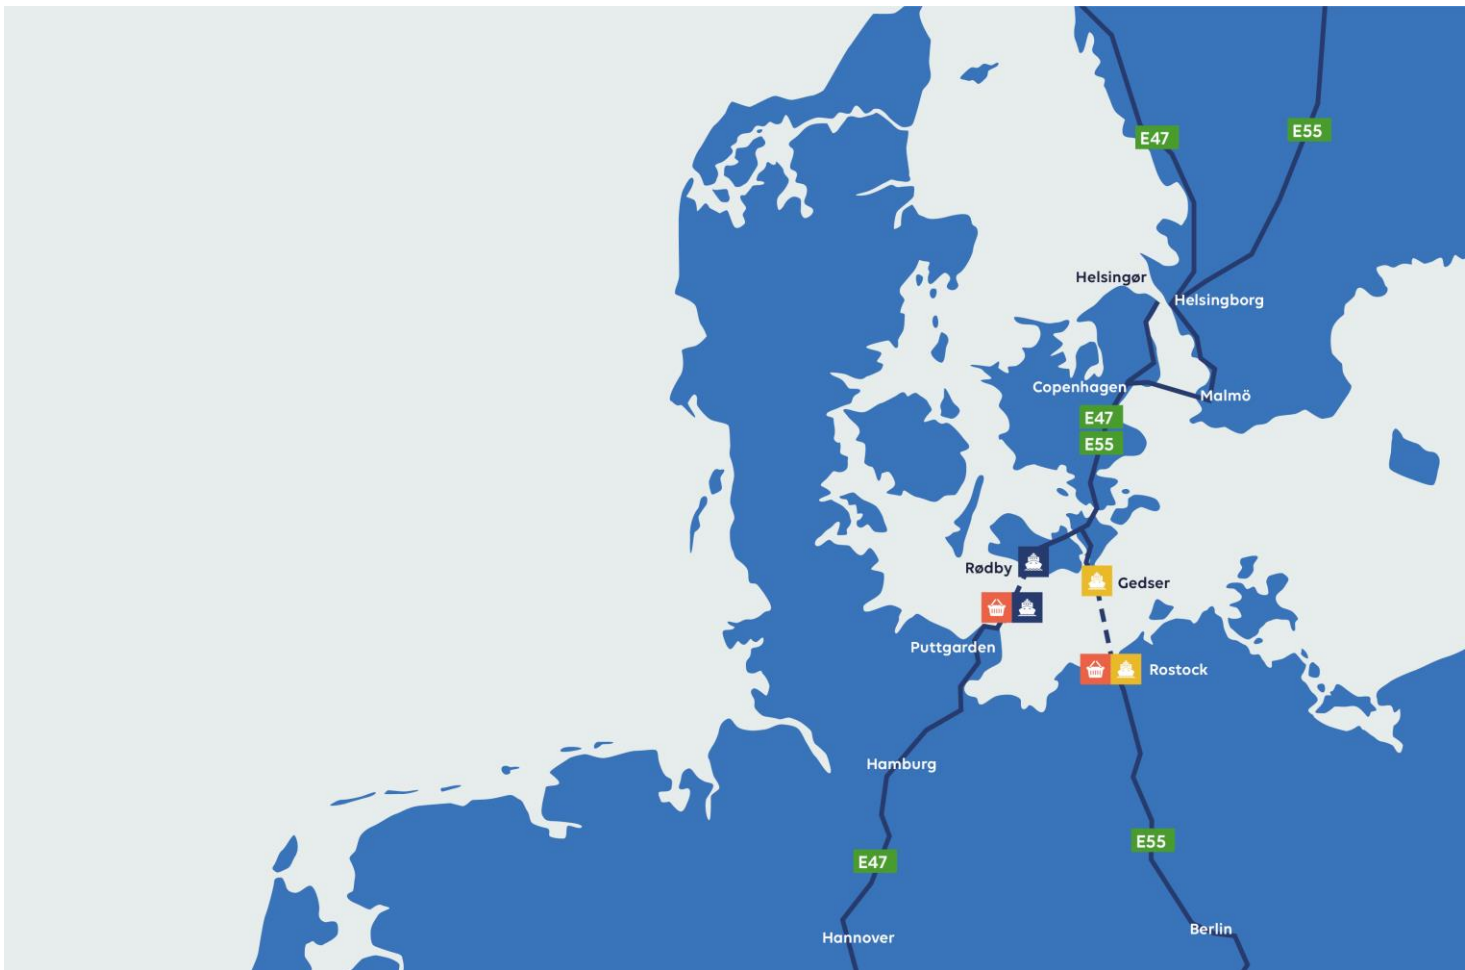 E47
E55
Helsingør
Helsingborg
Copenhagen
Malmö
E47
E55
Rødby
Gedser
Puttgarden
Rostock
Hamburg
E47
E55
Hannover
Berlin